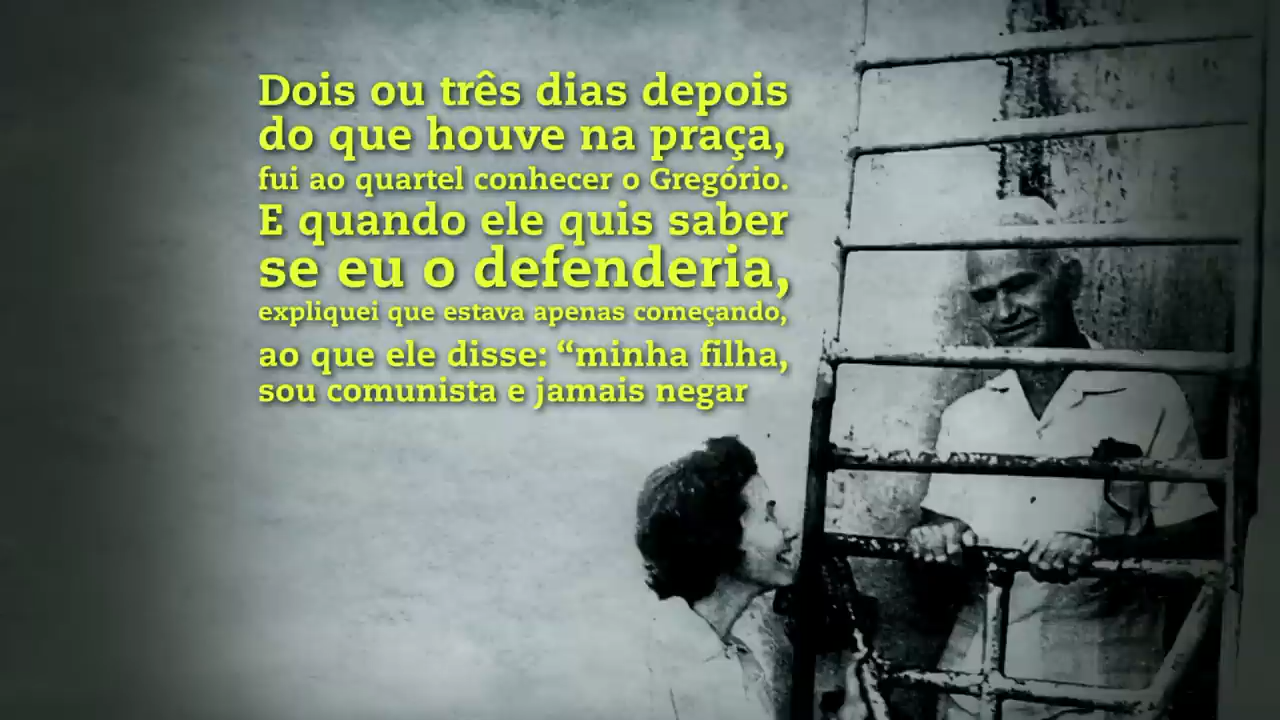 Dois ou três dias depois
do que houve na praça,
fui ao quartel conhecer o Gregório.
E quando ele quis saber
se eu o defenderia,
expliquei que estava apenas começando,
ao que ele disse: “minha filha,
sou comunista e jamais negar